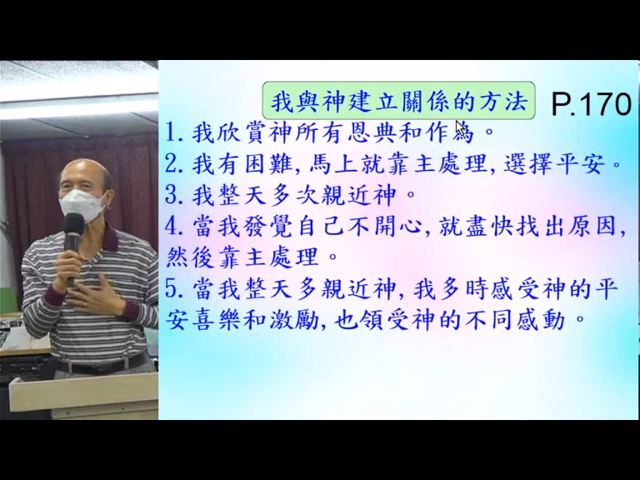 我與神建立關係的方法
P.170
1.我欣賞神所有恩典和作為。
2.我有困難,馬上就靠主處理,選擇平安。
3.我整天多次親近神。
4.當我發覺自己不開心,就盡快找出原因,
然後靠主處理。
5.當我整天多親近神,我多時感受神的平
安喜樂和激勵,也領受神的不同感動。